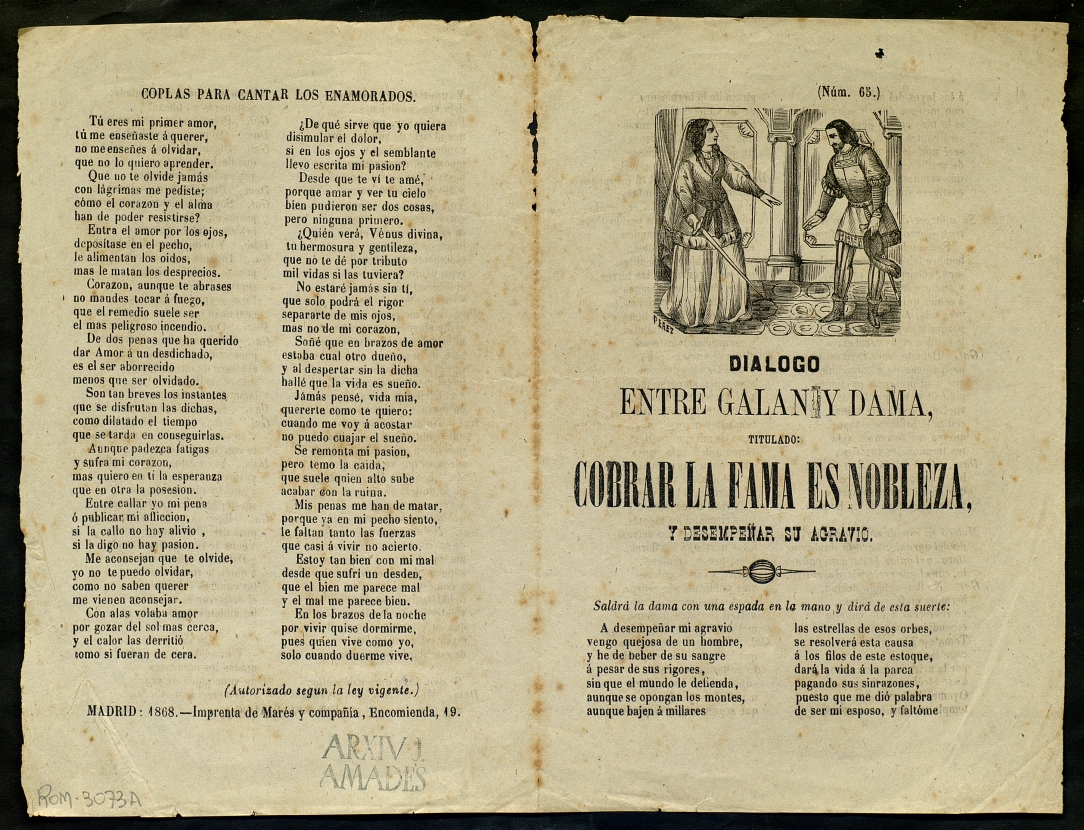 COPLAS PARA CANTAR LOS ENAMORADOS.
Tú eres mi primer amor,
tú me enseñaste á querer,
no me enseñes á olvidar,
que no lo quiero aprender.
Que no te olvide jamás
con lágrimas me pediste;
cómo el corazon y el alma
han de poder resistirse?
Entra el amor por los ojos,
deposítase en el pecho,
le alimentan los oidos,
mas le matan los desprecios.
Corazon, aunque te abrases
no mandes tocar á fuego,
que el remedio suele ser
el mas peligroso incendio.
De dos penas que ha querido
dar Amor á un desdichado,
es el ser aborrecido
menos que ser olvidado.
Son tan breves los instantes
que se disfrutan las dichas,
como dilatado el tiempo
que se tarda en conseguirlas.
Aunque padezca fatigas
y sufra mi corazon,
mas quiero en tí la esperanza
que en otra la posesion.
Entre callar yo mi pena
ó publicar mi afliccion,
si la callo no hay alivio,
si la digo no hay pasion.
Me aconsejan que te olvide,
yo no te puedo olvidar,
como no saben querer
me vienen aconsejar.
Con alas volaba amor
por gozar del sol mas cerca,
y el calor las derritió
como si fueran de cera.
¿De qué sirve que yo quiera
disimular el dolor,
si en los ojos y el semblante
llevo escrita mi pasion?
Desde que te ví te amé,
porque amar y ver tu cielo
bien pudieron ser dos cosas,
pero ninguna primero.
¿Quién verá, Vénus divina,
tu hermosura y gentileza,
que no te dé por tributo
mil vidas si las tuviera?
No estaré jamás sin tí,
que solo podrá el rigor
separarte de mis ojos,
mas no de mi corazon,
Soñé que en brazos de amor
estaba cual otro dueño,
y al despertar sin la dicha
hallé que la vida es sueño.
Jámás pensé, vida mia,
quererte como te quiero:
cuando me voy á acostar
no puedo cuajar el sueño.
Se remonta mi pasion,
pero temo la caida,
que suele quien alto sube
acabar con la ruina.
Mis penas me han de matar,
porque ya en mi pecho siento,
le faltan tanto las fuerzas
que casi á vivir no acierto.
Estoy tan bien con mi mal
desde que sufrí un desden,
que el bien me parece mal
y el mal me parece bien.
En los brazos de la noche
por vivir quise dormirme,
pues quien vive como yo,
solo cuando duerme vive,
(Autorizado segun la ley vigente.)
MADRID: 1868.—Imprenta de Marés y compañía, Encomienda, 19.
ARXIV J.
AMADES
ROM-3073A
(Núm. 65.)
PEREZ
DIALOGO
ENTRE GALAN Y DAMA,
TITULADO:
COBRAR LA FAMA ES NOBLEZA,
Y DESEMPEÑAR SU AGRAVIO.
Saldrá la dama con una espada en la mano y dirá de esta suerte:
A desempeñar mi agravio
vengo quejosa de un hombre,
y he de beber de su sangre
á pesar de sus rigores,
sin que el mundo le defienda,
aunque se opongan los montes,
aunque bajen á millares
las estrellas de esos orbes,
se resolverá esta causa
á los filos de este estoque,
dará la vida á la parca
pagando sus sinrazones,
puesto que me dió palabra
de ser mi esposo, y faltóme